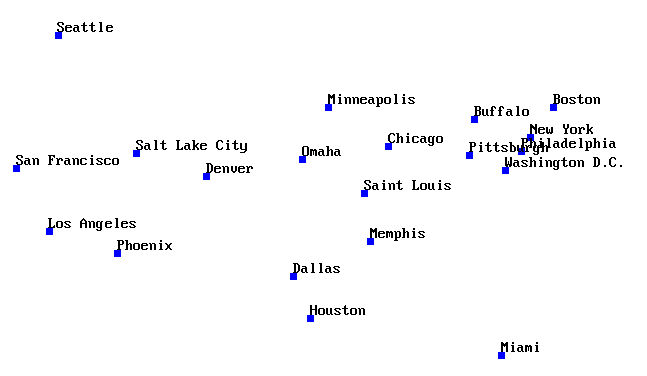 Seattle
Minneapolis
Boston
Buffalo
New York
Chicago
Philadelphia
Salt Lake City
Pittsburgh
Omaha
San Francisco
Washington D.C.
Denver
Saint Louis
Los Angeles
Memphis
Phoenix
Dallas
Houston
Miami